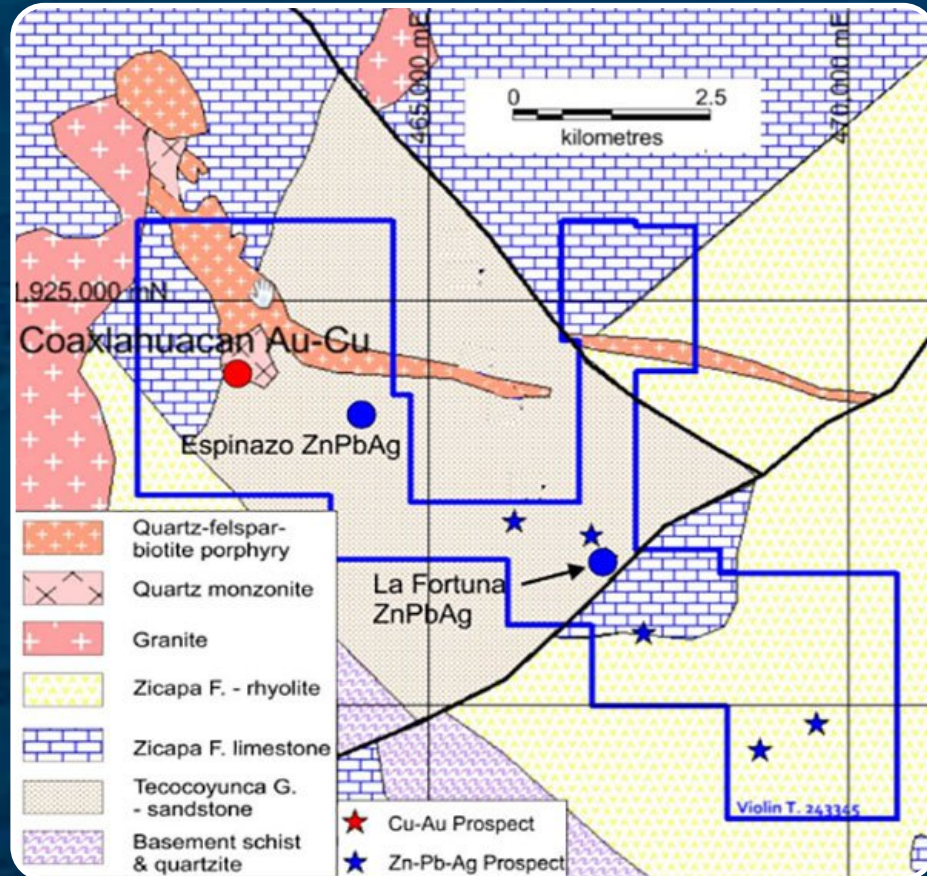 465,000 mE
470,000 mE
0 2.5
kilometres
1,925,000 mN
Coaxlahuacan Au-Cu
Espinazo ZnPbAg
La Fortuna
ZnPbAg
Quartz-felspar-
biotite porphyry
Quartz monzonite
Granite
Zicapa F. - rhyolite
Zicapa F. limestone
Tecocoyunca G.
- sandstone
Basement schist
& quartzite
Cu-Au Prospect
Zn-Pb-Ag Prospect
Violin T. 243345